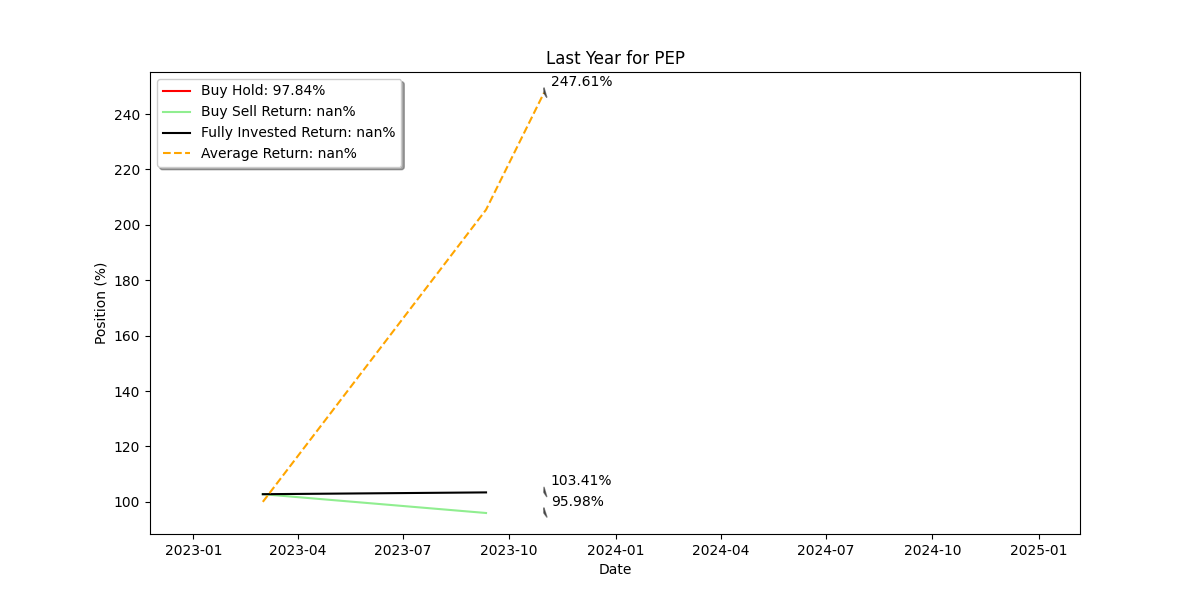 Last Year for PEP
247.61%
Buy Hold: 97.84%
Buy Sell Return: nan%
Fully Invested Return: nan%
Average Return: nan%
240
220
200
180
160
140
120
100
Position (%)
103.41%
95.98%
2023-01 2023-04 2023-07 2023-10 2024-01 2024-04 2024-07 2024-10 2025-01
Date